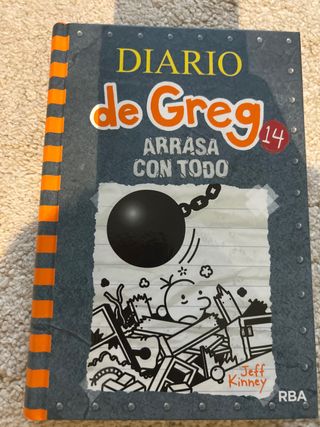 DIARIO
de Greg 14
ARRASA
CON TODO
Jeff
Kinney
RBA